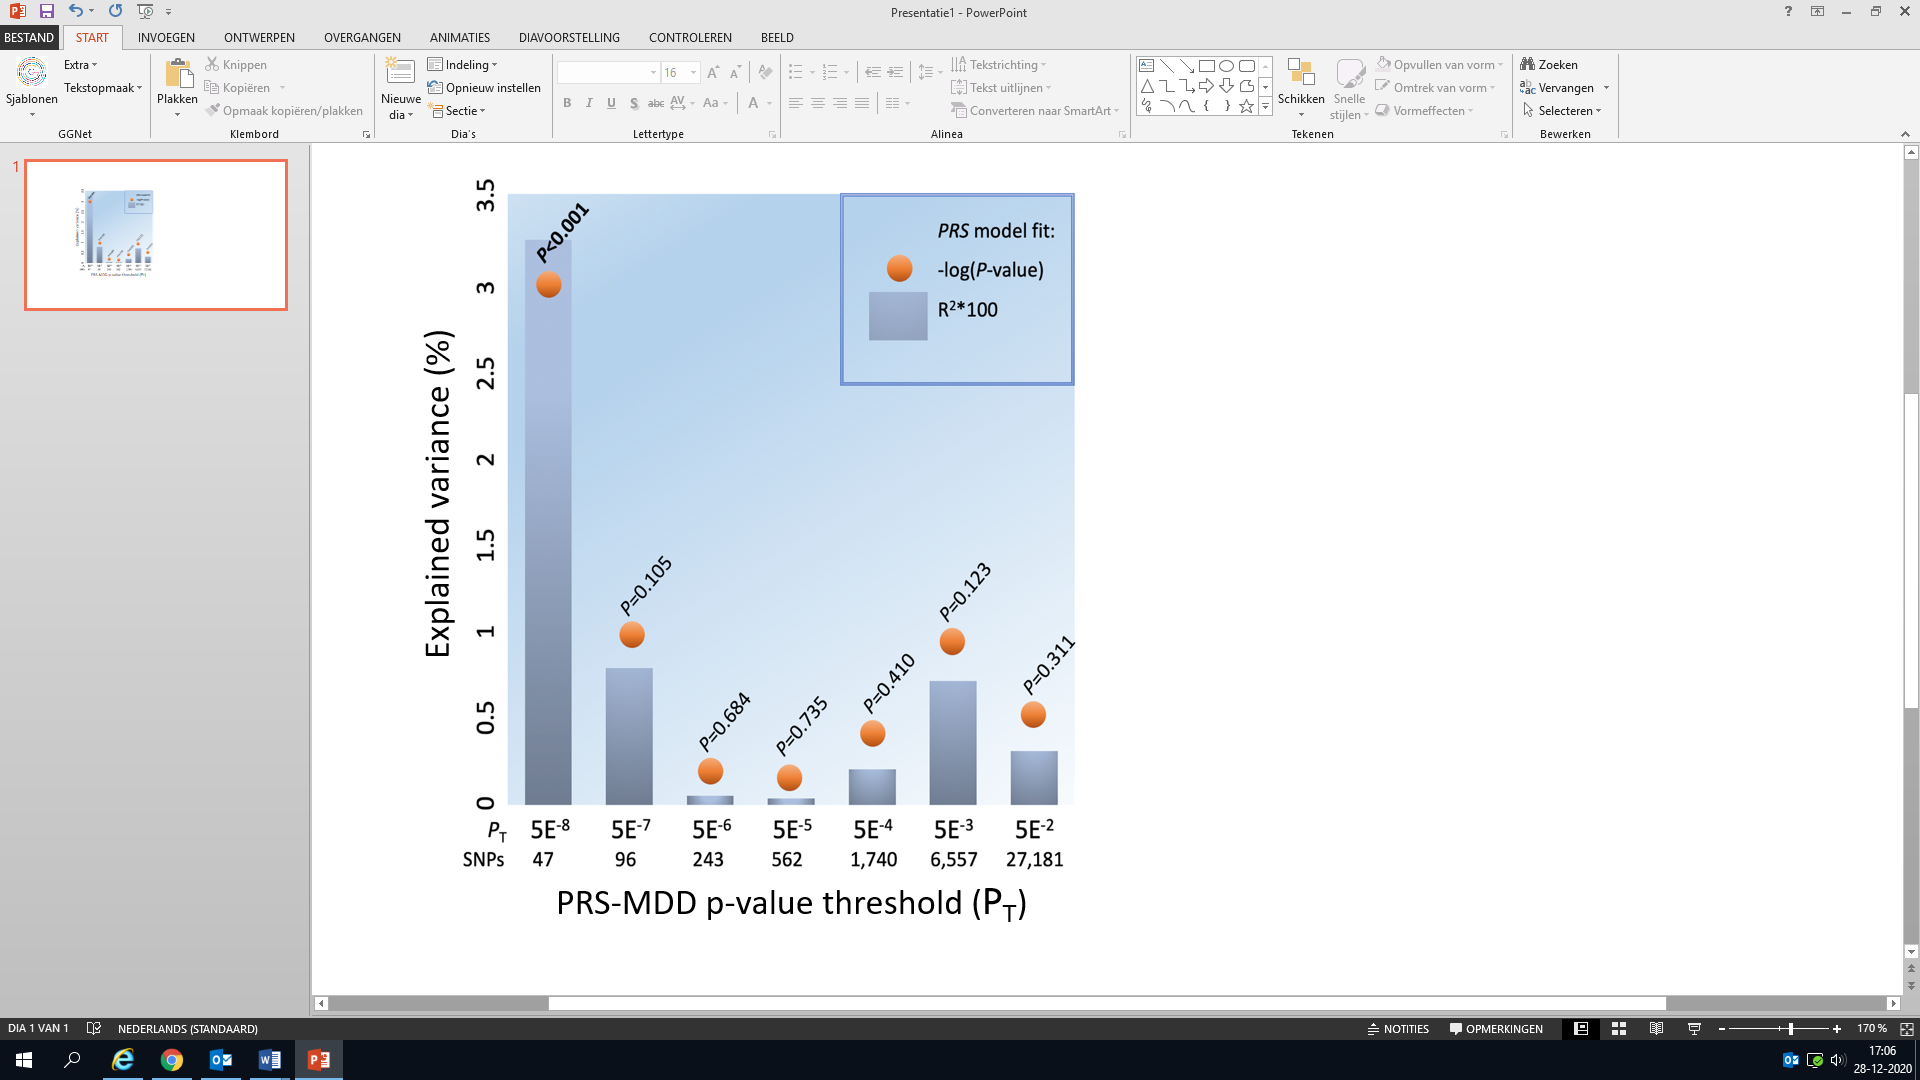 Presentatie1 - PowerPoint
BESTAND START INVOEGEN ONTWERPEN OVERGANGEN ANIMATIES DIAVOORSTELLING CONTROLEREN BEELD
Sjablonen
Extra
Tekstopmaak
GGNet
Plakken
Knippen
Kopiëren
Opmaak kopiëren/plakken
Klembord
Nieuwe
dia
Indeling
Opnieuw instellen
Sectie
Dia's
16
B I U S abc AV Aa A
Lettertype
Tekstrichting
Tekst uitlijnen
Converteren naar SmartArt
Alinea
Schikken
Snelle
stijlen
Opvullen van vorm
Omtrek van vorm
Vormeffecten
Tekenen
Zoeken
Vervangen
Selecteren
Bewerken
1
Explained variance (%)
3.5
3
2.5
2
1.5
1
0.5
0
P<0.001
P=0.105
P=0.684
P=0.735
P=0.410
P=0.123
P=0.311
PRS model fit:
-log(P-value)
R²*100
P_T 5E⁻⁸ 5E⁻⁷ 5E⁻⁶ 5E⁻⁵ 5E⁻⁴ 5E⁻³ 5E⁻²
SNPs 47 96 243 562 1,740 6,557 27,181
PRS-MDD p-value threshold (P_T)
DIA 1 VAN 1 NEDERLANDS (STANDAARD) NOTITIES OPMERKINGEN 170 %
17:06
28-12-2020